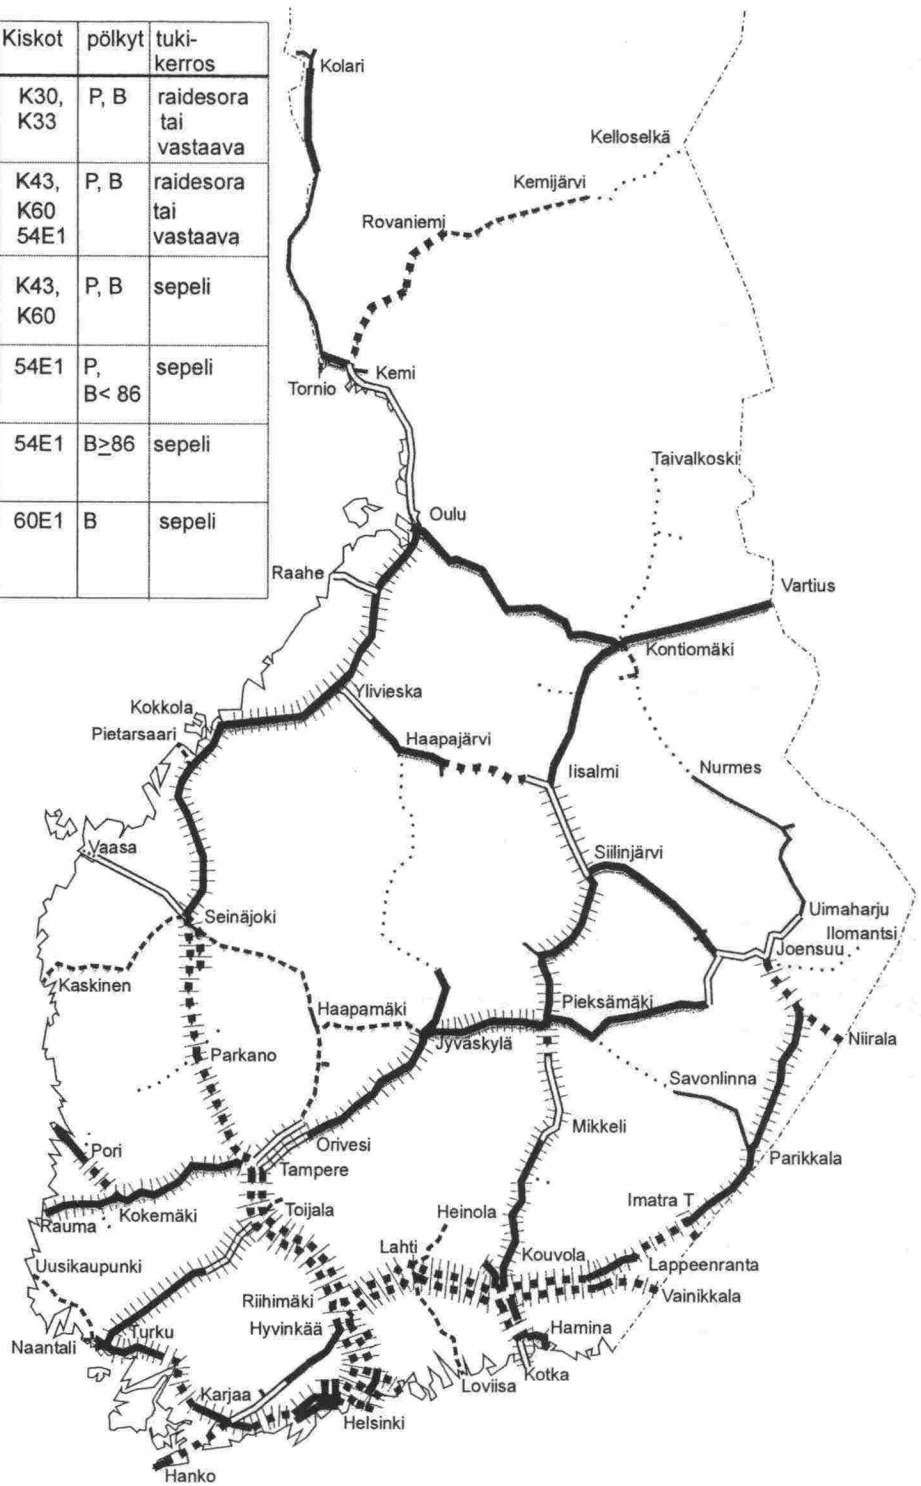 Kiskot pölkyt tuki-
kerros
K30, P, B raidesora
K33 tai
vastaava
K43, P, B raidesora
K60 tai
54E1 vastaava
K43, P, B sepeli
K60
54E1 P, sepeli
B< 86
54E1 B≥86 sepeli
60E1 B sepeli
Kolari
Kelloselkä
Kemijärvi
Rovaniemi
Kemi
Tornio
Taivalkoski
Oulu
Raahe
Vartius
Kontiomäki
Ylivieska
Kokkola
Pietarsaari
Haapajärvi
Iisalmi
Nurmes
Vaasa
Siilinjärvi
Seinäjoki
Uimaharju
Ilomantsi
Joensuu
Kaskinen
Haapamäki
Pieksämäki
Jyväskylä
Niirala
Parkano
Savonlinna
Mikkeli
Orivesi
Pori
Tampere
Parikkala
Imatra T
Rauma
Kokemäki
Toijala
Heinola
Lahti
Kouvola
Lappeenranta
Uusikaupunki
Vainikkala
Riihimäki
Hyvinkää
Hamina
Turku
Naantali
Kotka
Loviisa
Karjaa
Helsinki
Hanko